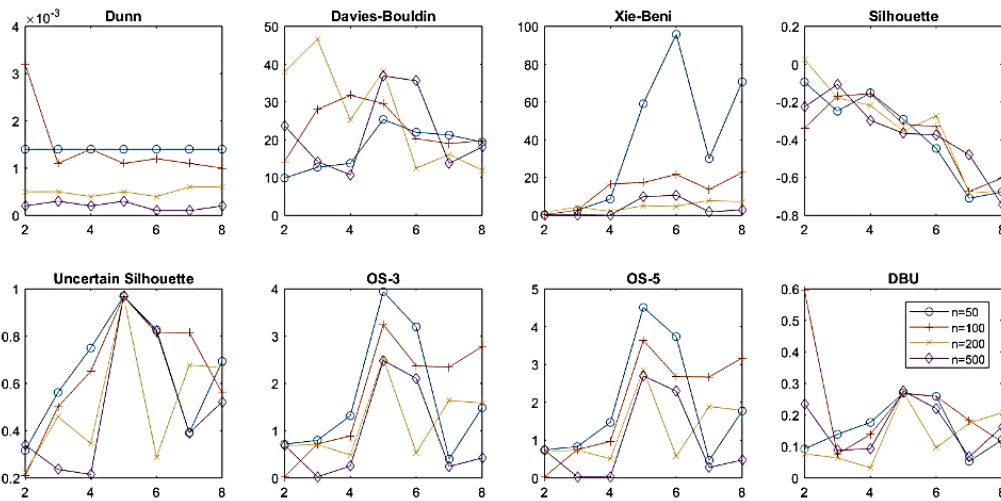 Dunn
×10⁻³
4
3
2
1
0
2 4 6 8
Davies-Bouldin
50
40
30
20
10
0
2 4 6 8
Xie-Beni
100
80
60
40
20
0
2 4 6 8
Silhouette
0.2
0
-0.2
-0.4
-0.6
-0.8
2 4 6 8
Uncertain Silhouette
1
0.8
0.6
0.4
0.2
2 4 6 8
OS-3
4
3
2
1
0
2 4 6 8
OS-5
5
4
3
2
1
0
2 4 6 8
DBU
0.6
0.5
0.4
0.3
0.2
0.1
0
2 4 6 8
n=50
n=100
n=200
n=500